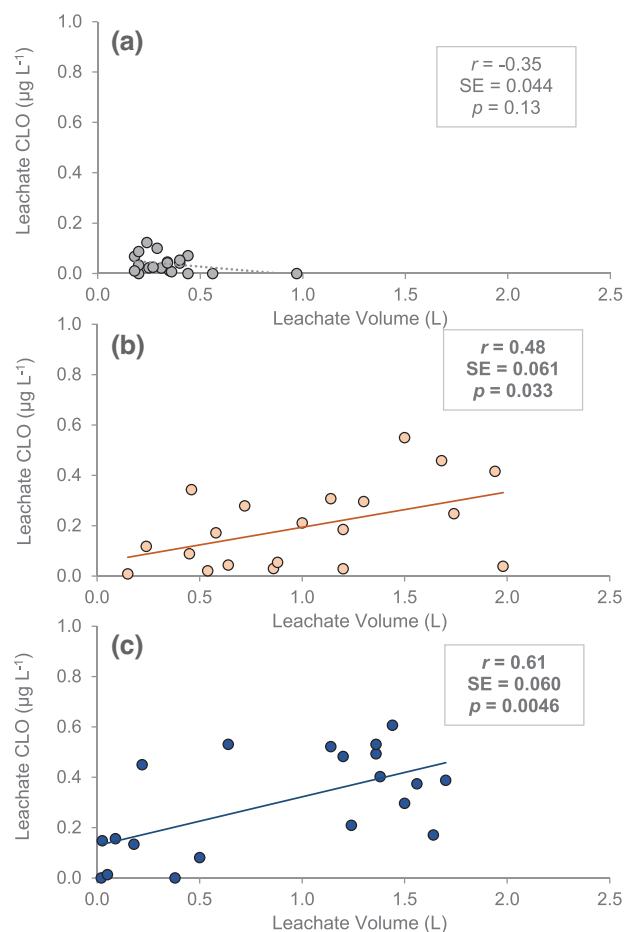 (a)
r = -0.35
SE = 0.044
p = 0.13
Leachate CLO (µg L-1)
1.0
0.8
0.6
0.4
0.2
0.0
0.0 0.5 1.0 1.5 2.0 2.5
Leachate Volume (L)
(b)
r = 0.48
SE = 0.061
p = 0.033
Leachate CLO (µg L-1)
1.0
0.8
0.6
0.4
0.2
0.0
0.0 0.5 1.0 1.5 2.0 2.5
Leachate Volume (L)
(c)
r = 0.61
SE = 0.060
p = 0.0046
Leachate CLO (µg L-1)
1.0
0.8
0.6
0.4
0.2
0.0
0.0 0.5 1.0 1.5 2.0 2.5
Leachate Volume (L)